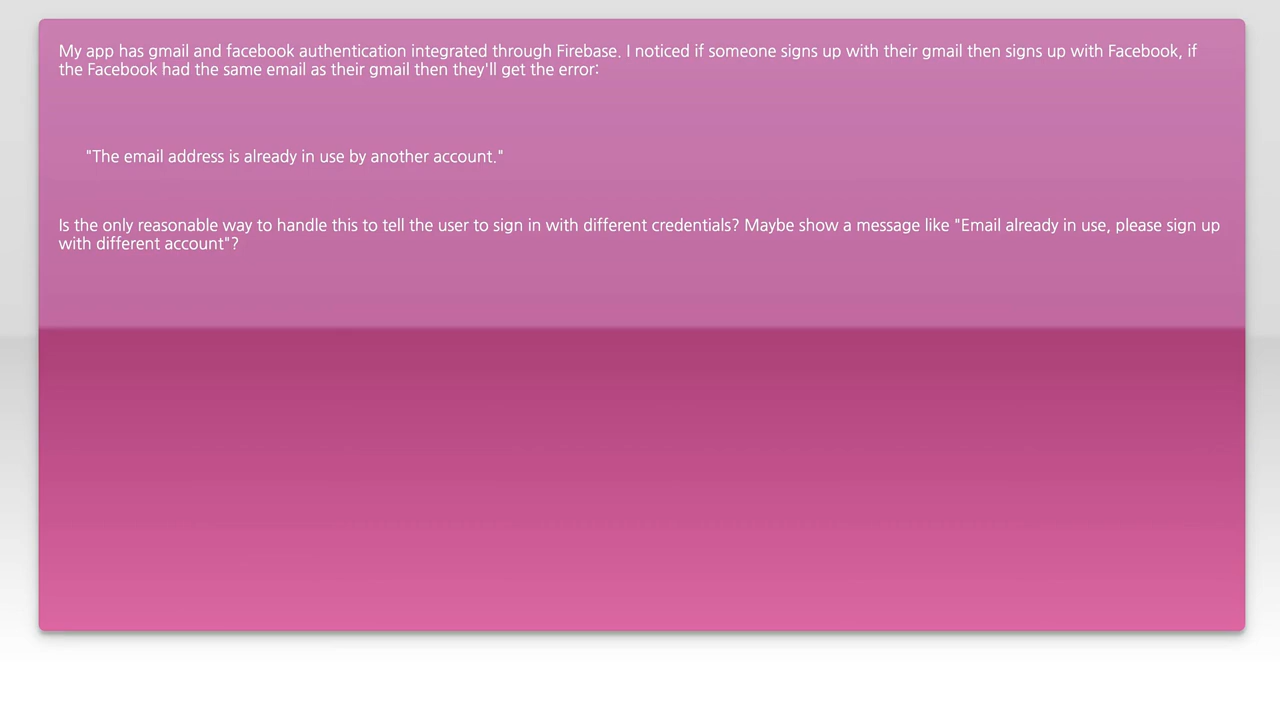 My app has gmail and facebook authentication integrated through Firebase. I noticed if someone signs up with their gmail then signs up with Facebook, if
the Facebook had the same email as their gmail then they'll get the error:
"The email address is already in use by another account."
Is the only reasonable way to handle this to tell the user to sign in with different credentials? Maybe show a message like "Email already in use, please sign up
with different account"?